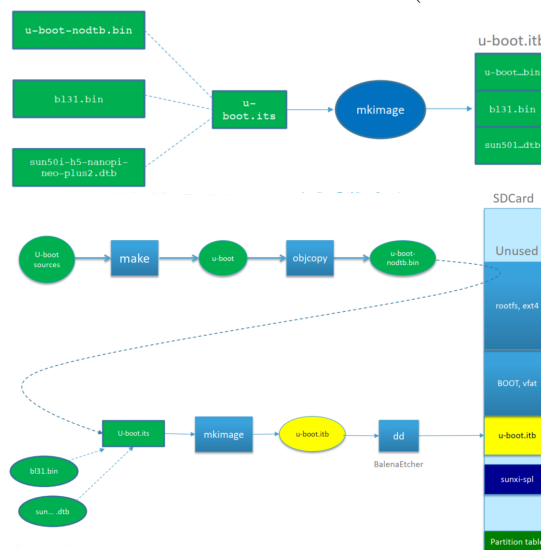 u-boot-nodtb.bin
u-boot.itb
u-boot…bin
bl31.bin
u-
boot.its
mkimage
bl31.bin
sun50i-h5-nanopi-
neo-plus2.dtb
sun501…dtb
SDCard
U-boot
sources
make
u-boot
objcopy
u-boot-
nodtb.bin
Unused
rootfs, ext4
BOOT, vfat
U-boot.its
mkimage
u-boot.itb
dd
u-boot.itb
BalenaEtcher
bl31.bin
sunxi-spl
sun… .dtb
Partition table